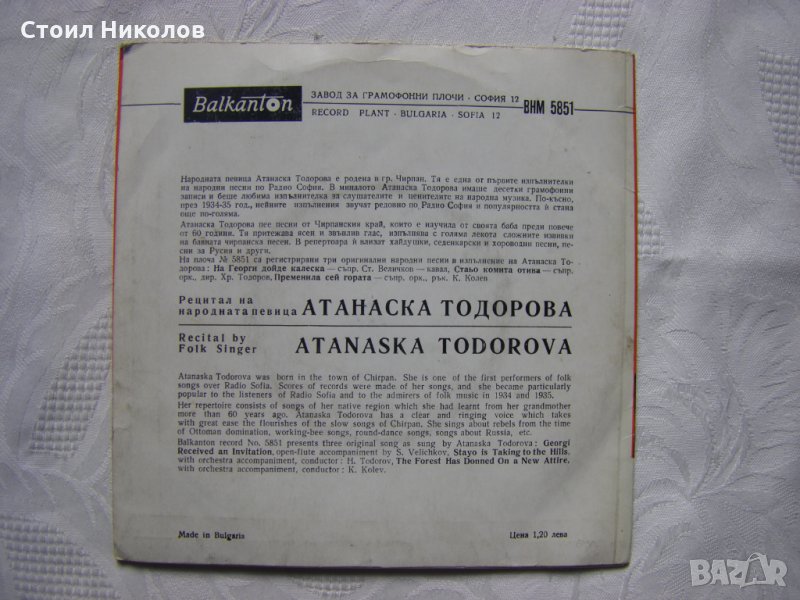 Стоил Николов
Balkanton
ЗАВОД ЗА ГРАМОФОННИ ПЛОЧИ · СОФИЯ 12
RECORD PLANT · BULGARIA · SOFIA 12
ВНМ 5851
Народната певица Атанаска Тодорова е родена в гр. Чирпан. Тя е една от първите изпълнителки
на народни песни по Радио София. В миналото Атанаска Тодорова имаше десетки грамофонни
записи и беше любима изпълнителка за слушателите и ценителите на народна музика. По-късно,
през 1934-35 год., нейните изпълнения звучат редовно по Радио София и популярността ѝ стана
още по-голяма.
Атанаска Тодорова пее песни от Чирпанския край, които е научила от своята баба преди повече
от 60 години. Тя притежава ясен и звънлив глас, изпълнява с голяма лекота сложните извивки
на бавната чирпанска песен. В репертоара ѝ влизат хайдушки, седенкарски и хороводни песни, пе-
сни за Русия и други.
На плоча № 5851 са регистрирани три оригинални народни песни в изпълнение на Атанаска То-
дорова: На Георги дойде калеска — съпр. Ст. Величков — кавал, Стаьо комита отива — съпр.
орк., дир. Хр. Тодоров, Пременила сей гората — съпр. орк., рък. К. Колев
Рецитал на
народната певица АТАНАСКА ТОДОРОВА
Recital by
Folk Singer ATANASKA TODOROVA
Atanaska Todorova was born in the town of Chirpan. She is one of the first performers of folk
songs over Radio Sofia. Scores of records were made of her songs, and she became particularly
popular to the listeners of Radio Sofia and to the admirers of folk music in 1934 and 1935.
Her repertoire consists of songs of her native region which she had learnt from her grandmother
more than 60 years ago. Atanaska Todorova has a clear and ringing voice which takes
with great ease the flourishes of the slow songs of Chirpan. She sings about rebels from the time
of Ottoman domination, working-bee songs, round-dance songs, songs about Russia, etc.
Balkanton record No. 5851 presents three original song as sung by Atanaska Todorova: Georgi
Received an Invitation, open-flute accompaniment by S. Velichkov, Stayo is Taking to the Hills.
with orchestra accompaniment, conductor: H. Todorov, The Forest Has Donned On a New Attire.
with orchestra accompaniment, conductor: K. Kolev.
Made in Bulgaria
Цена 1,20 лева
BAZAR